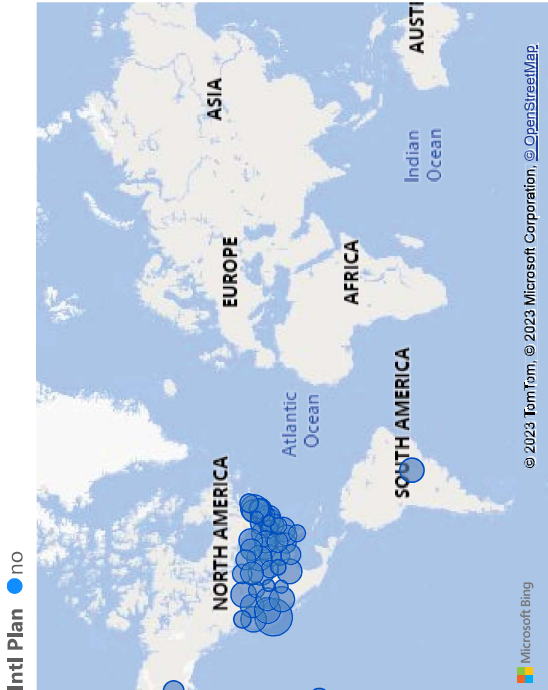 Intl Plan no
NORTH AMERICA
EUROPE
ASIA
Atlantic
Ocean
AFRICA
SOUTH AMERICA
Indian
Ocean
AUSTI
Microsoft Bing
© 2023 TomTom, © 2023 Microsoft Corporation, © OpenStreetMap